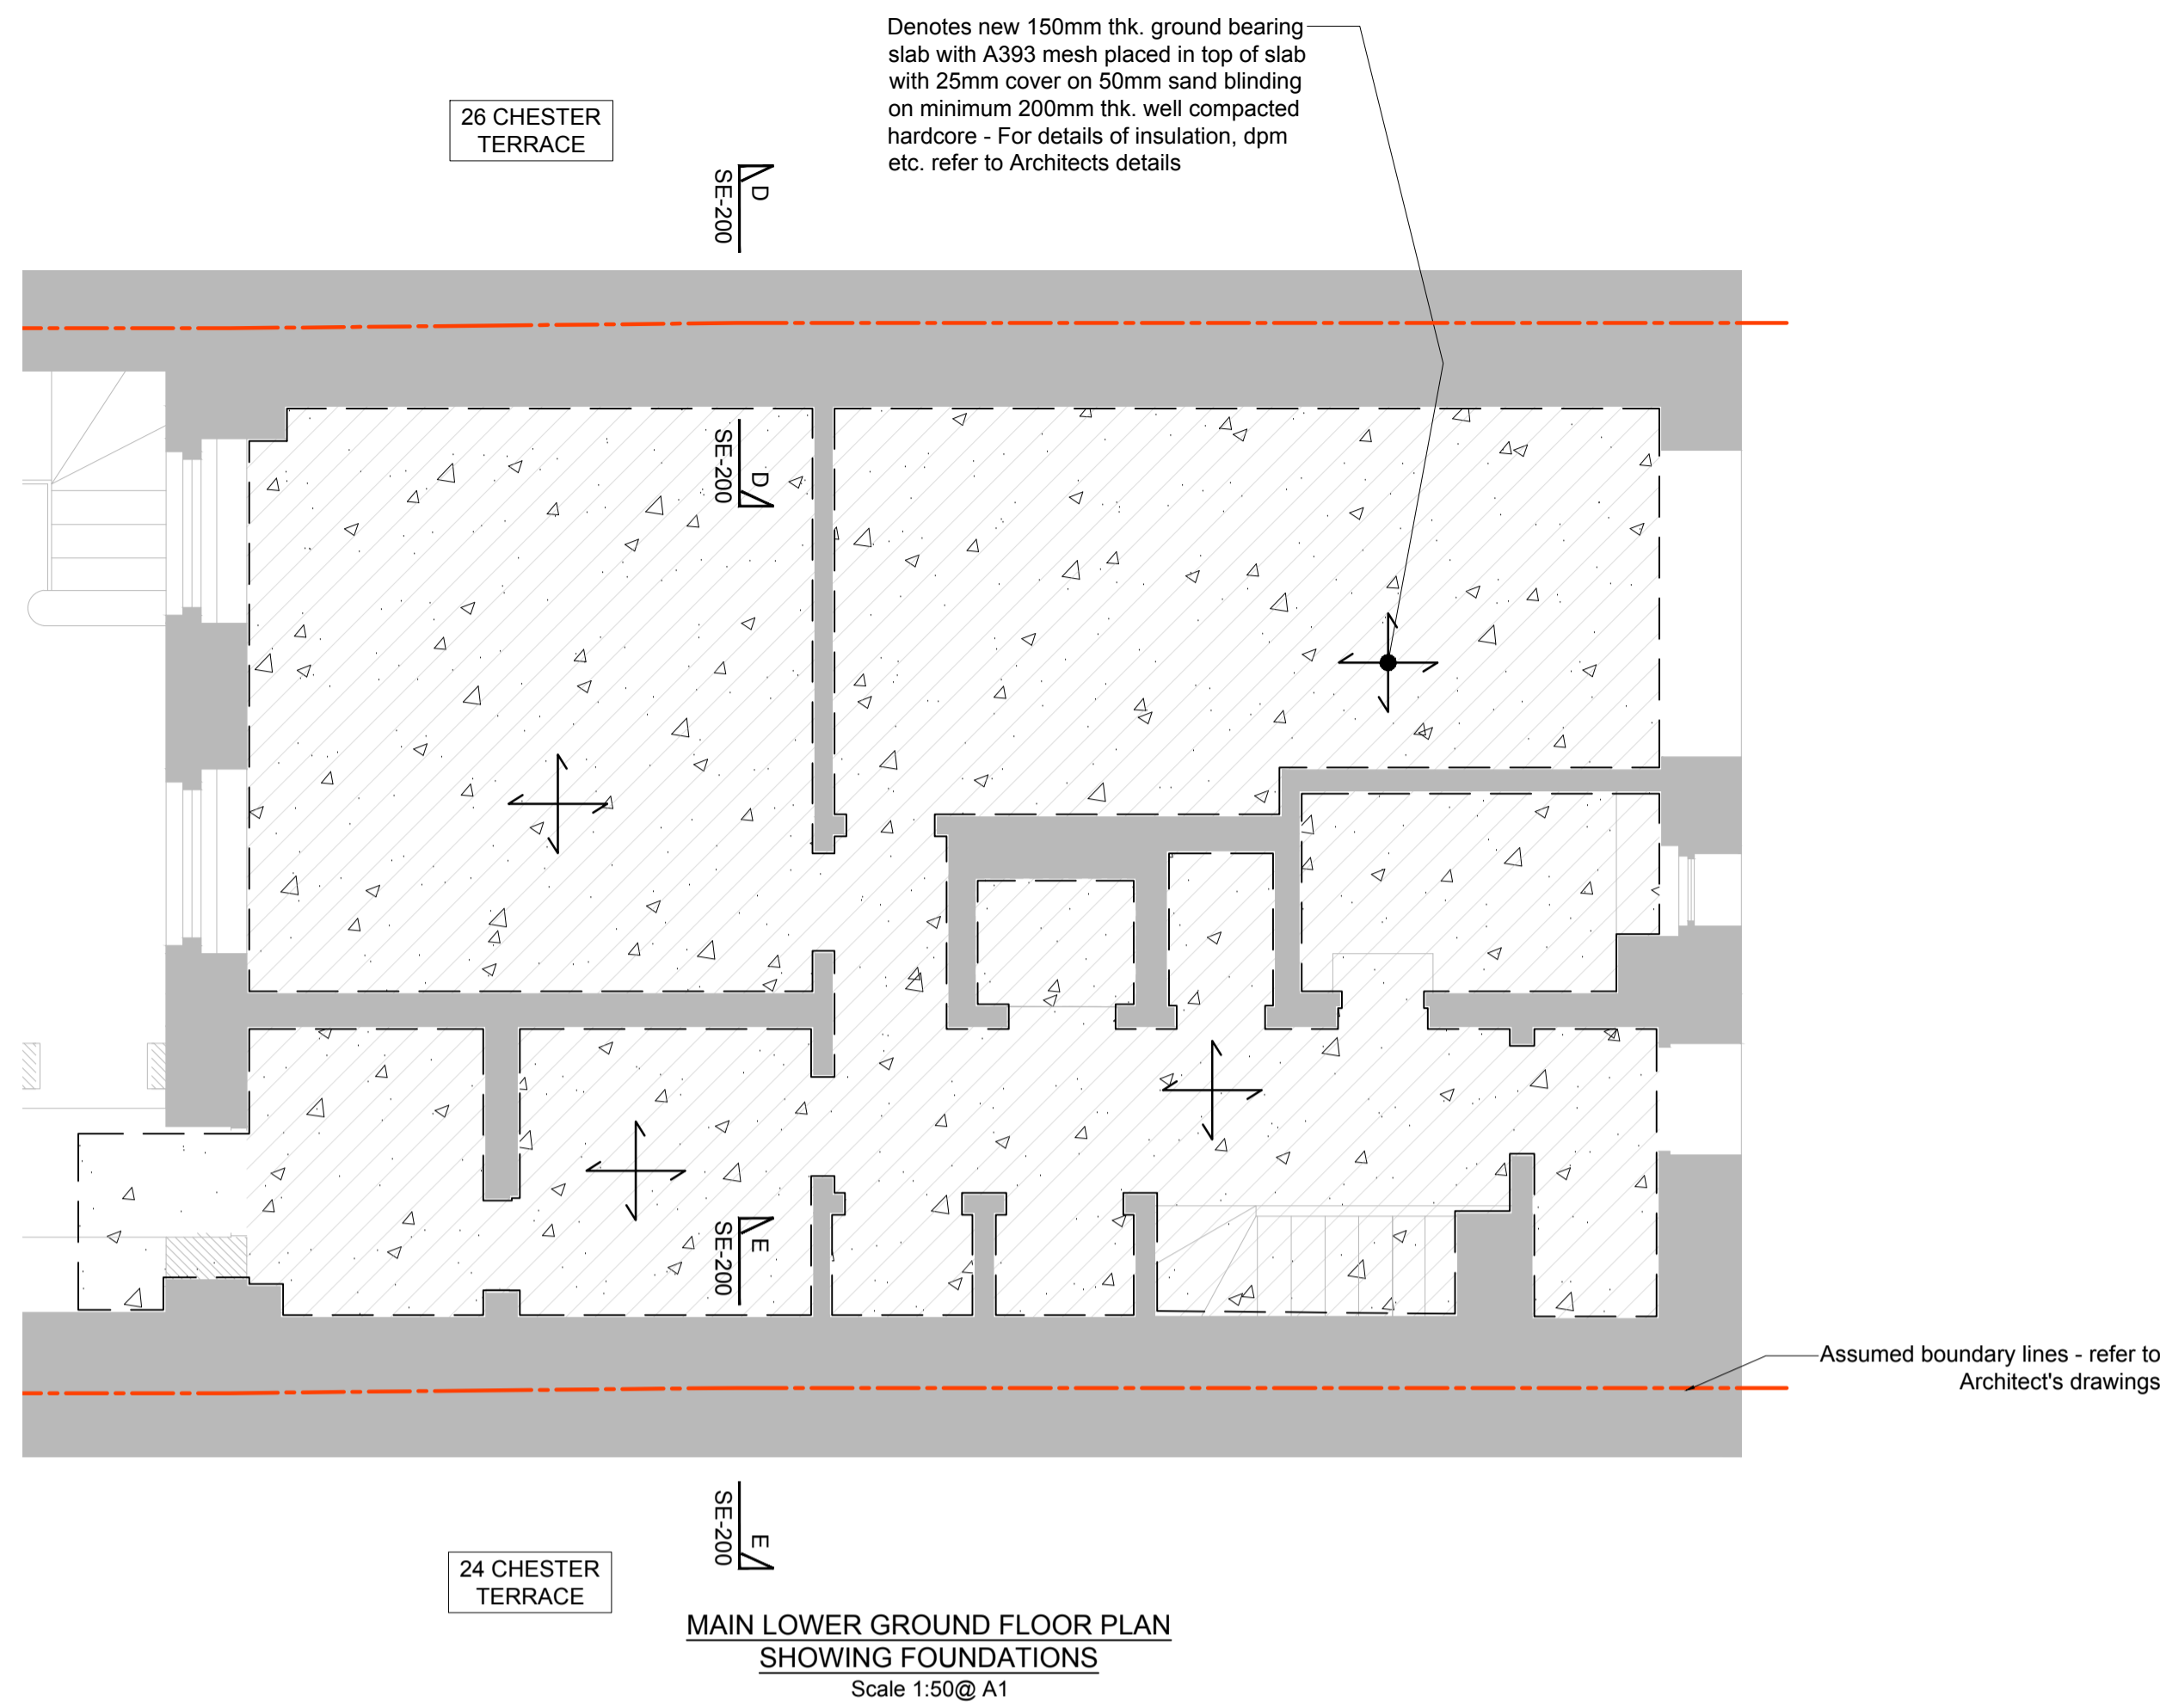 Denotes new 150mm thk. ground bearing
slab with A393 mesh placed in top of slab
with 25mm cover on 50mm sand blinding
on minimum 200mm thk. well compacted
hardcore - For details of insulation, dpm
etc. refer to Architects details
26 CHESTER
TERRACE
D
SE-200
D
SE-200
E
SE-200
Assumed boundary lines - refer to
Architect's drawings
E
SE-200
24 CHESTER
TERRACE
MAIN LOWER GROUND FLOOR PLAN
SHOWING FOUNDATIONS
Scale 1:50@ A1